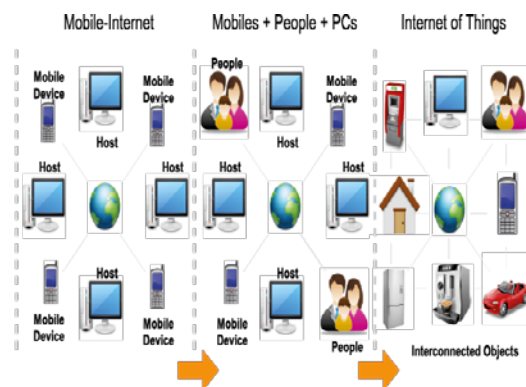 Mobile-Internet
Mobile
Device
Mobile
Device
Host
Host
Host
Host
Mobile
Device
Mobile
Device
Mobiles + People + PCs
People
Mobile
Device
Host
Host
Host
Host
Mobile
Device
People
Internet of Things
Interconnected Objects